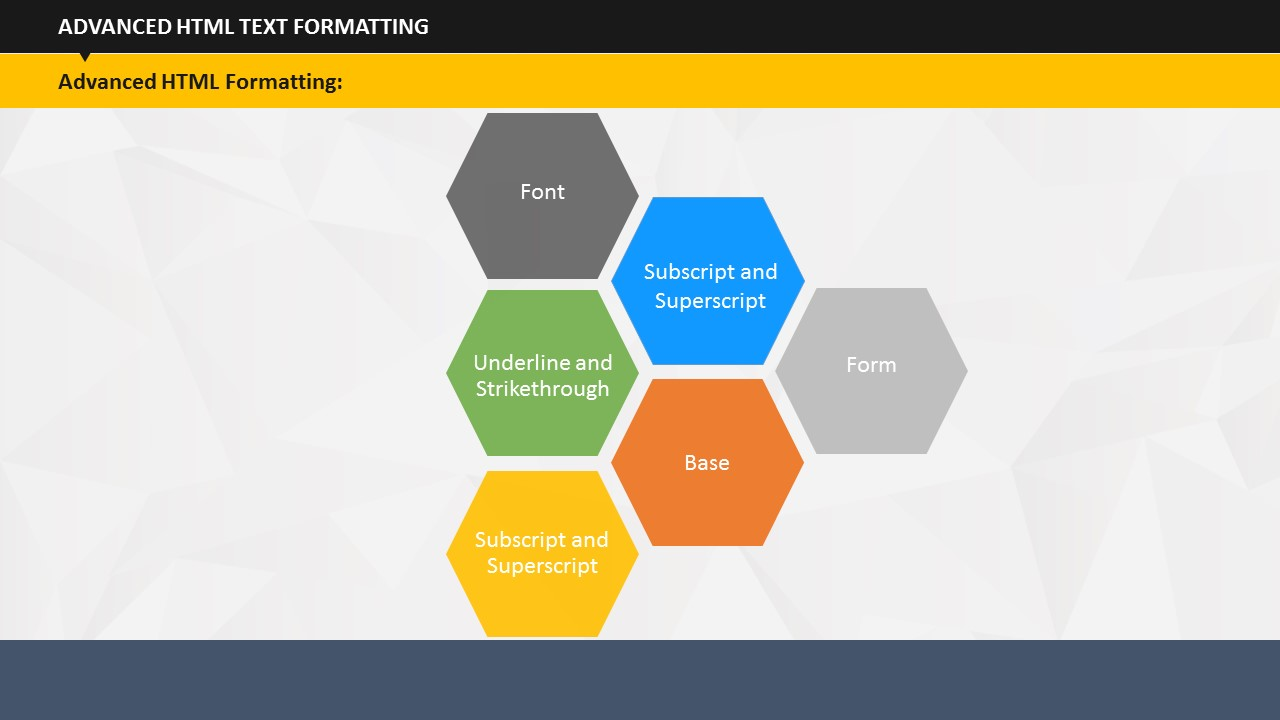 ADVANCED HTML TEXT FORMATTING
Advanced HTML Formatting:
Font
Subscript and
Superscript
Underline and
Strikethrough
Form
Base
Subscript and
Superscript